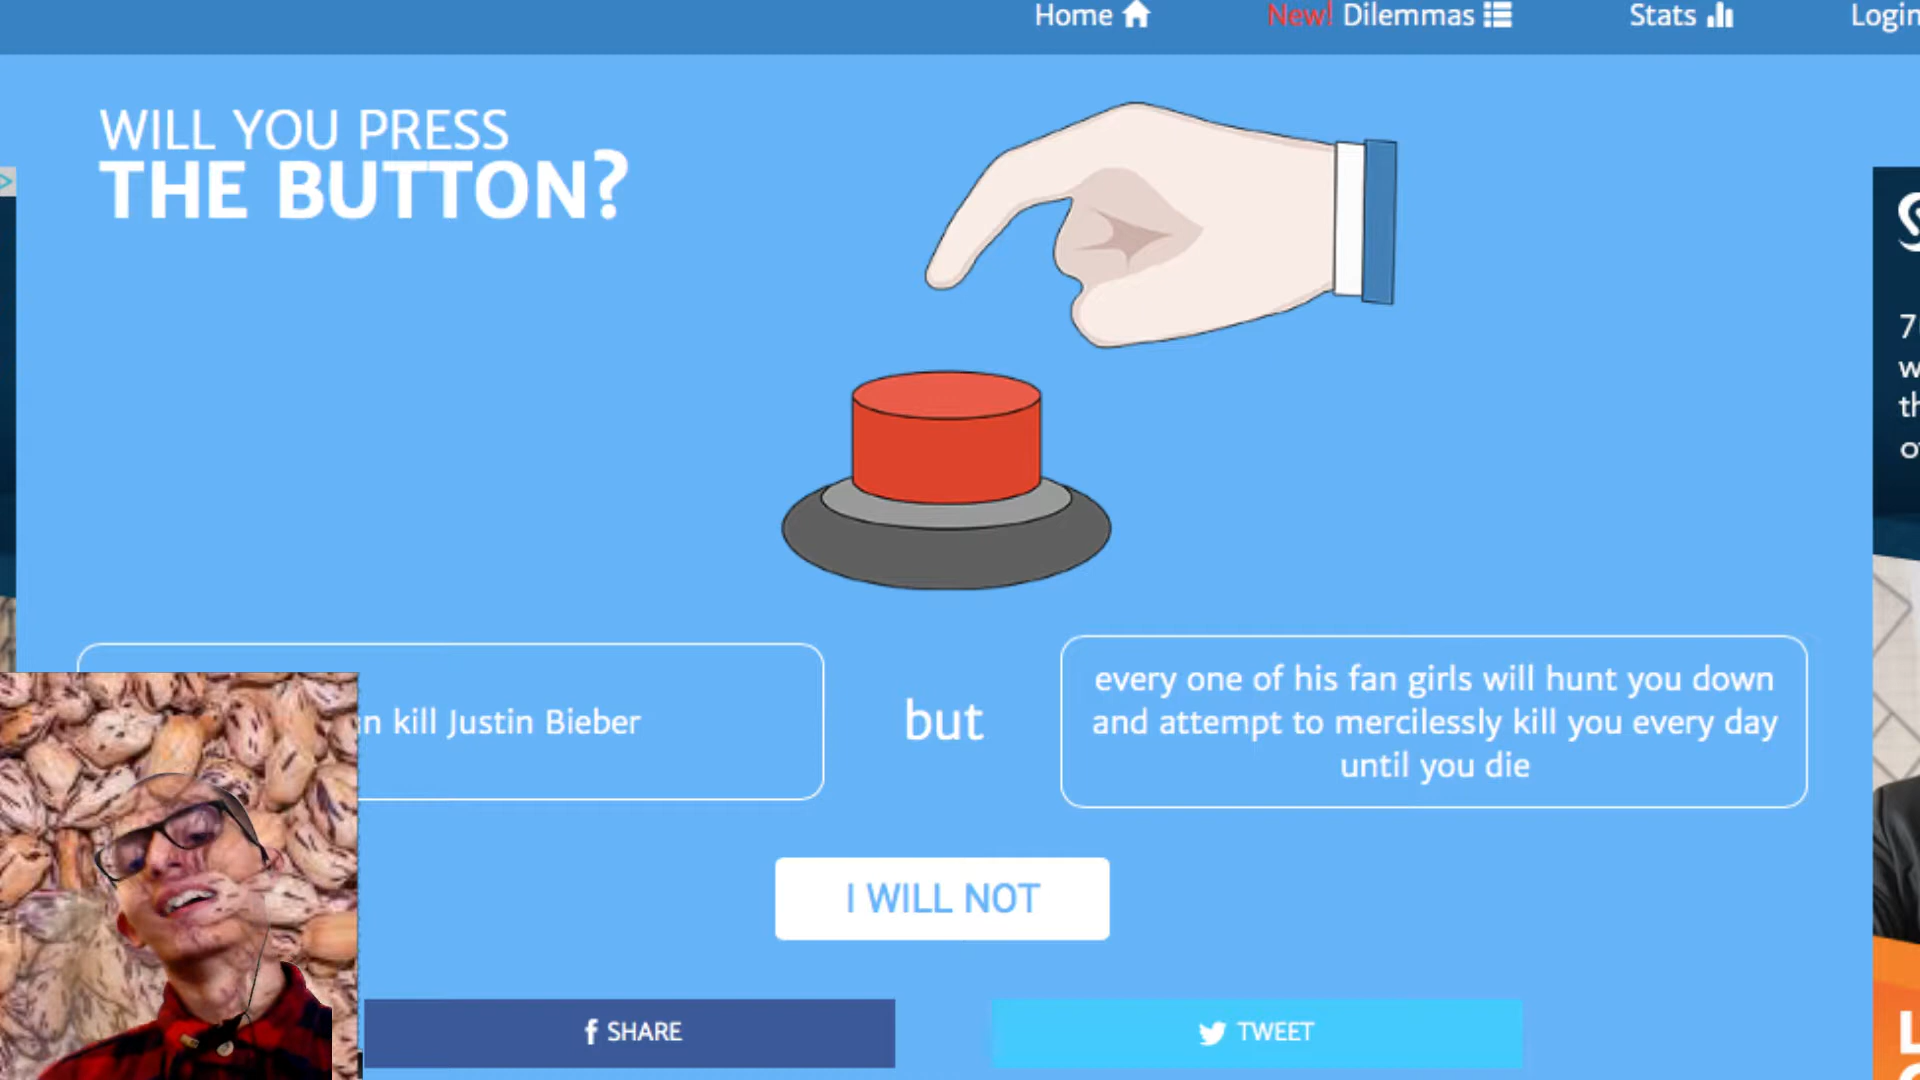 Home
New! Dilemmas
Stats
Login
WILL YOU PRESS
THE BUTTON?
kill Justin Bieber
but
every one of his fan girls will hunt you down
and attempt to mercilessly kill you every day
until you die
I WILL NOT
f SHARE
TWEET